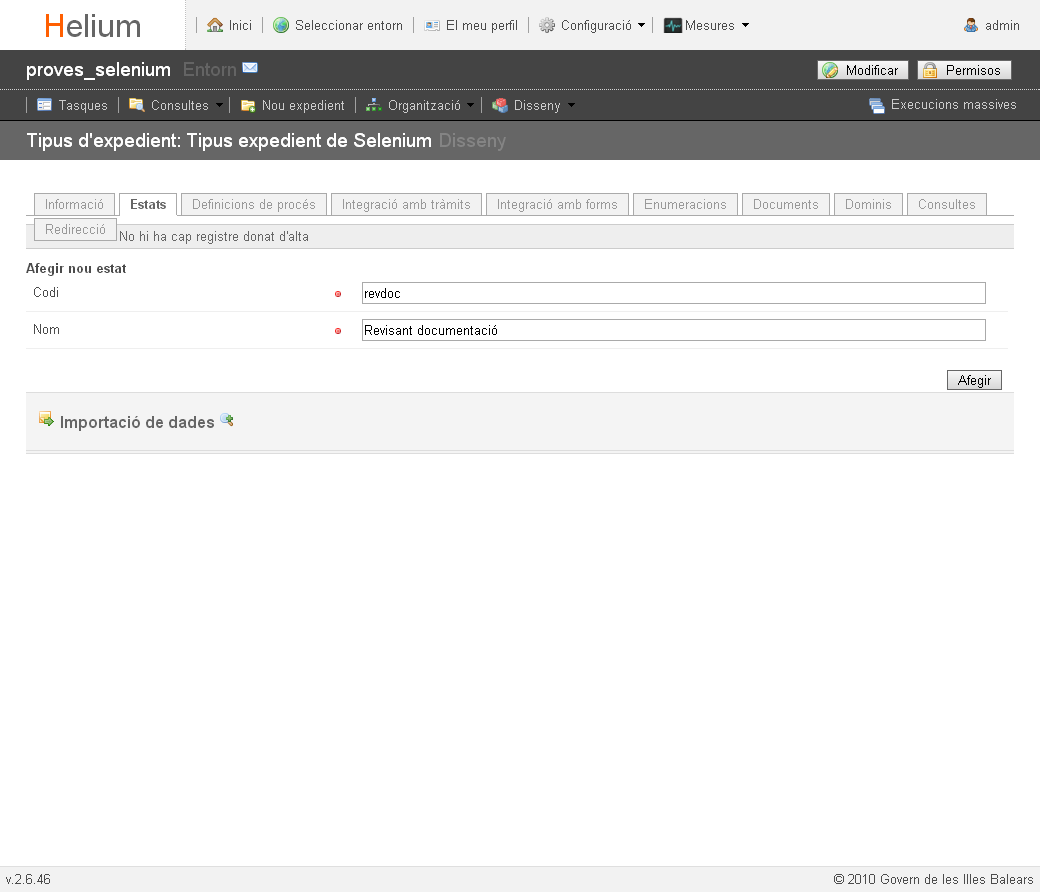 Helium
Inici
Seleccionar entorn
El meu perfil
Configuració
Mesures
admin
proves_selenium Entorn
Modificar
Permisos
Tasques
Consultes
Nou expedient
Organització
Disseny
Execucions massives
Tipus d'expedient: Tipus expedient de Selenium Disseny
Informació
Estats
Definicions de procés
Integració amb tràmits
Integració amb forms
Enumeracions
Documents
Dominis
Consultes
Redirecció
No hi ha cap registre donat d'alta
Afegir nou estat
Codi
revdoc
Nom
Revisant documentació
Afegir
Importació de dades
v.2.6.46
© 2010 Govern de les Illes Balears